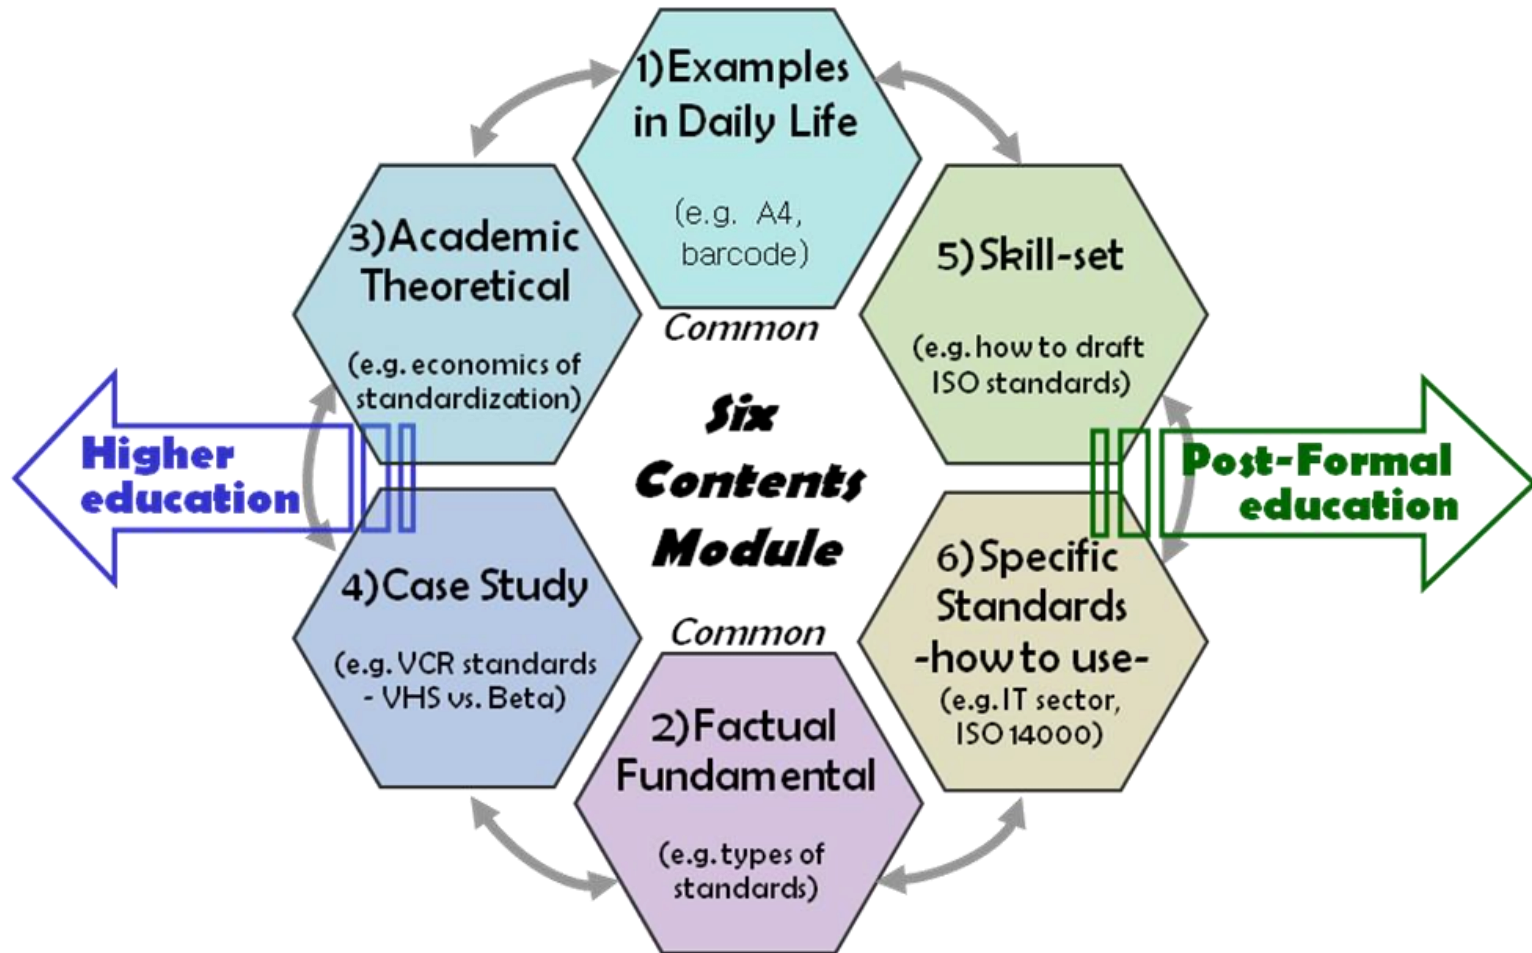 1)Examples
in Daily Life
(e.g. A4,
barcode)
Common
3)Academic
Theoretical
(e.g. economics of
standardization)
5)Skill-set
(e.g. how to draft
ISO standards)
Higher
education
Six
Contents
Module
Post-Formal
education
4)Case Study
(e.g. VCR standards
- VHS vs. Beta)
6)Specific
Standards
-how to use-
(e.g. IT sector,
ISO 14000)
Common
2)Factual
Fundamental
(e.g. types of
standards)